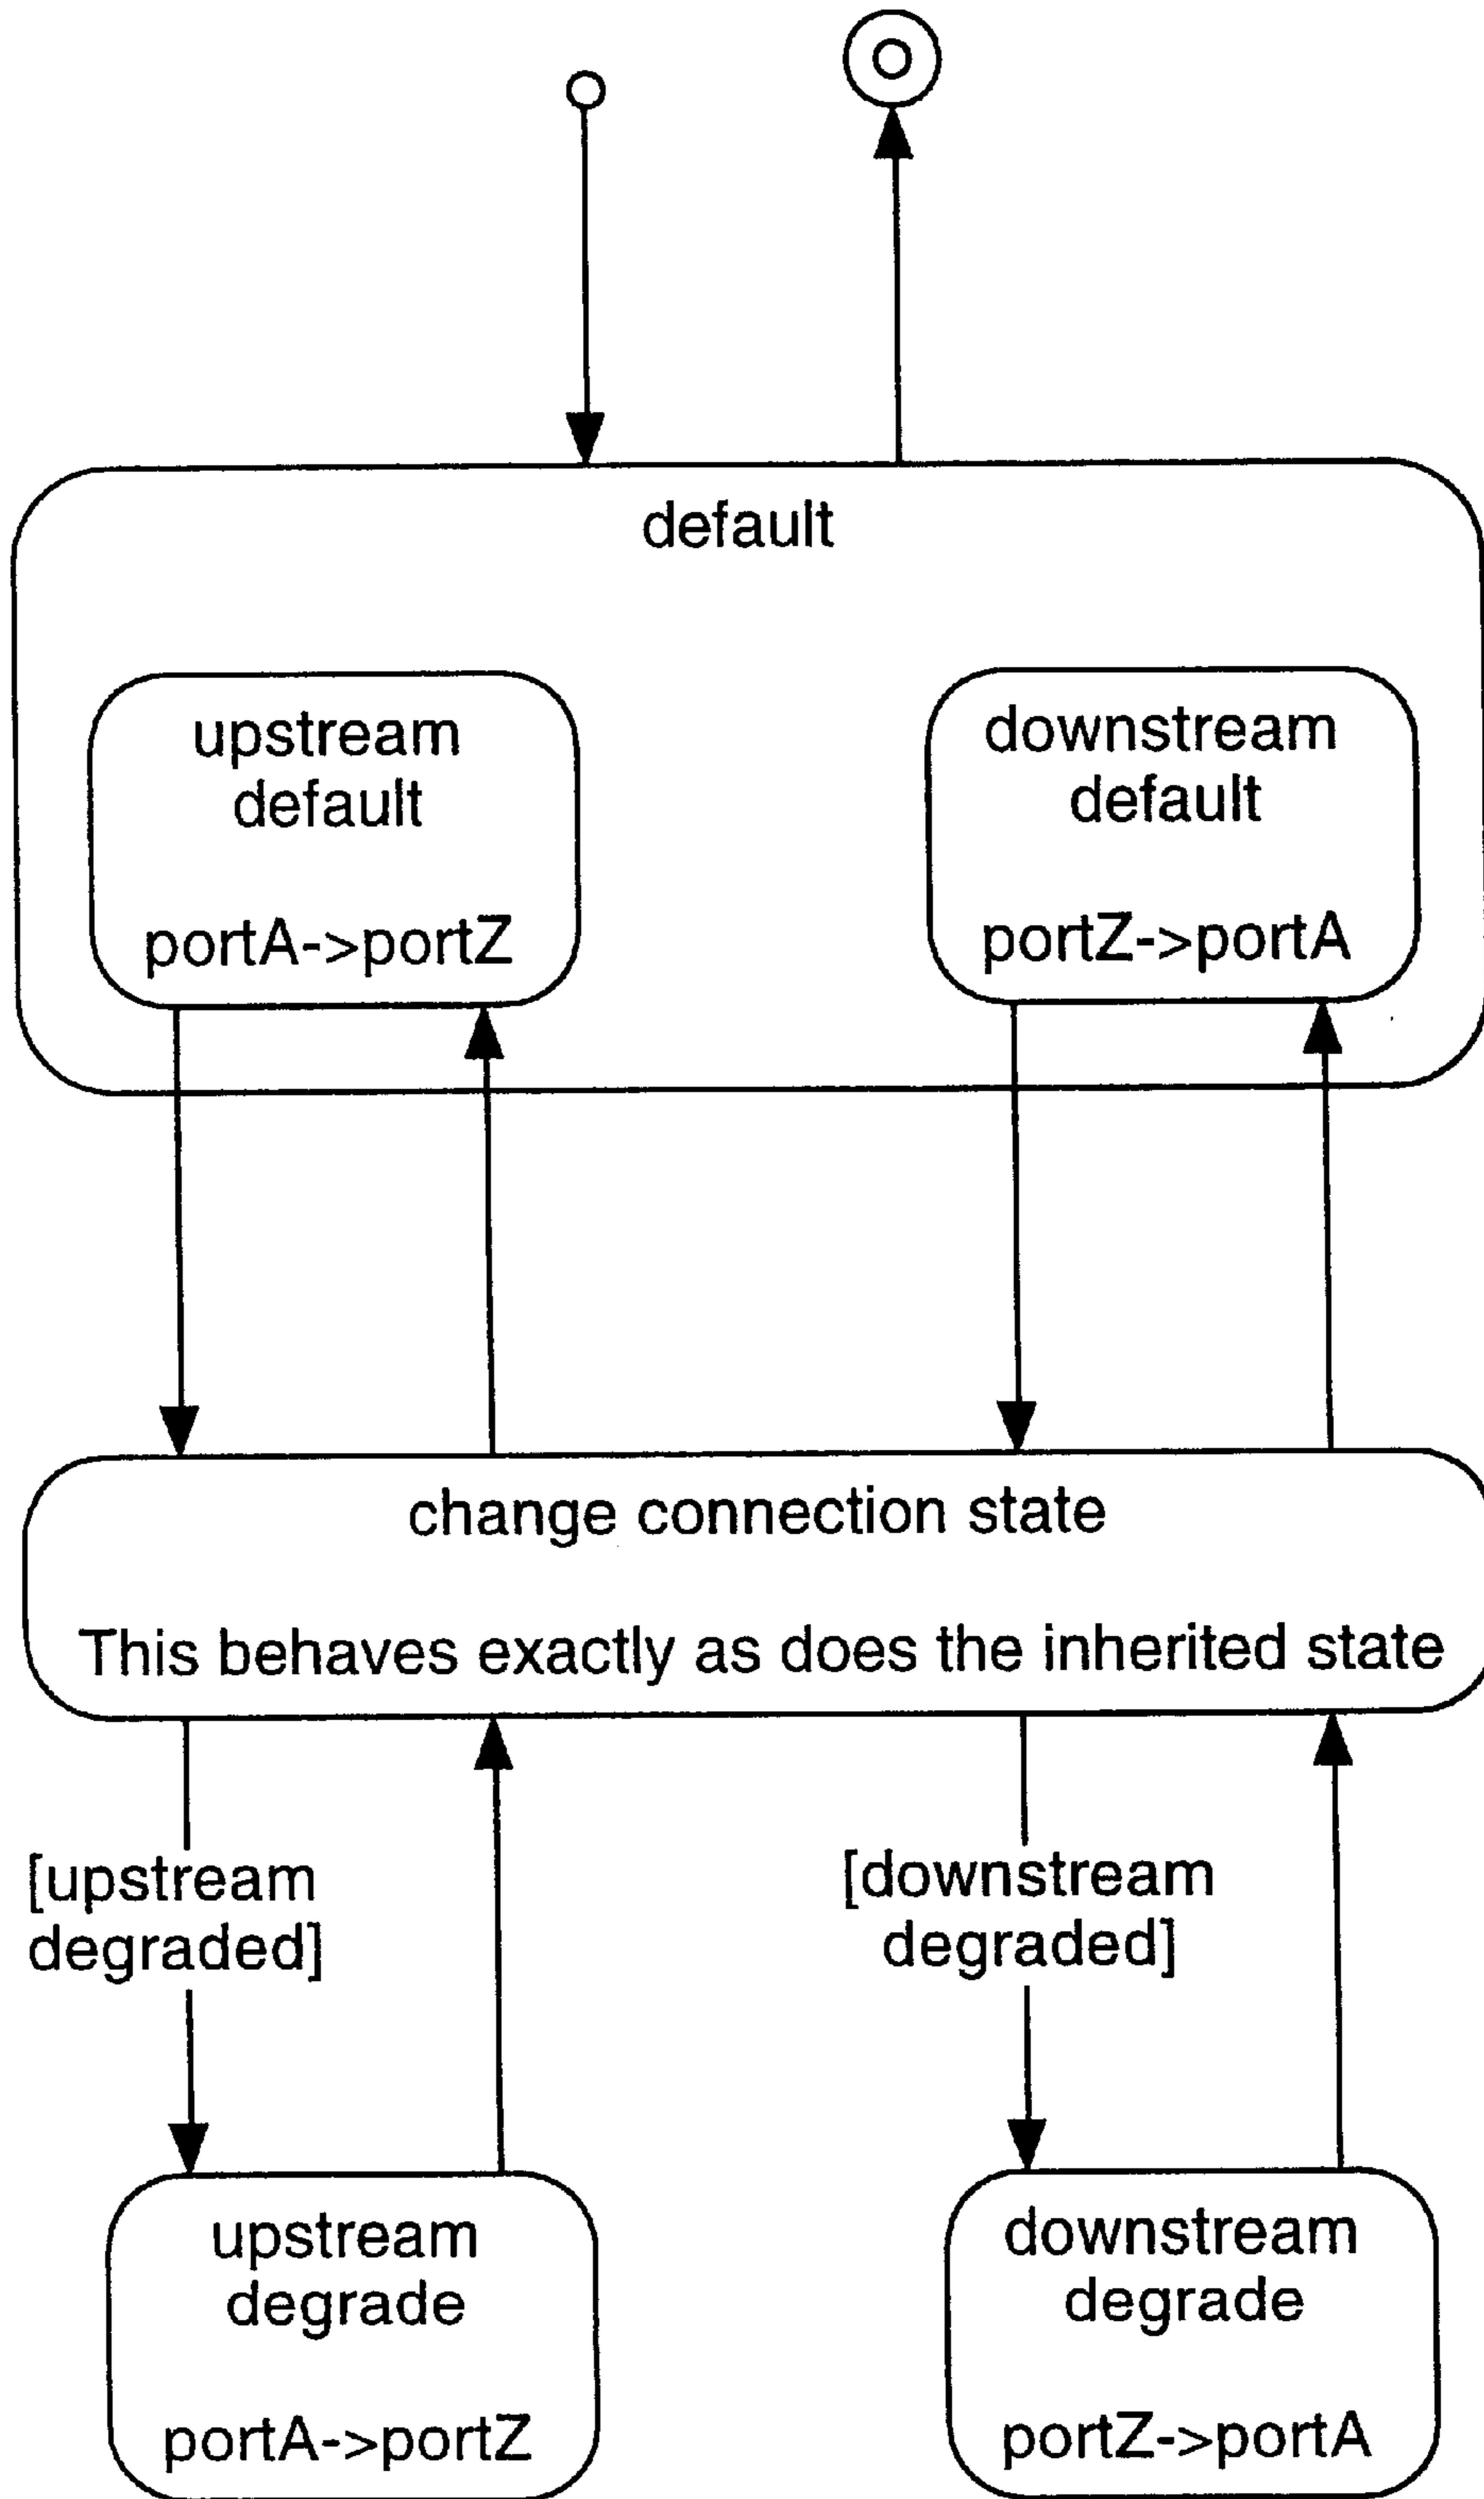 default
upstream
default
portA->portZ
downstream
default
portZ->portA
change connection state
This behaves exactly as does the inherited state
[upstream
degraded]
[downstream
degraded]
upstream
degrade
portA->portZ
downstream
degrade
portZ->portA